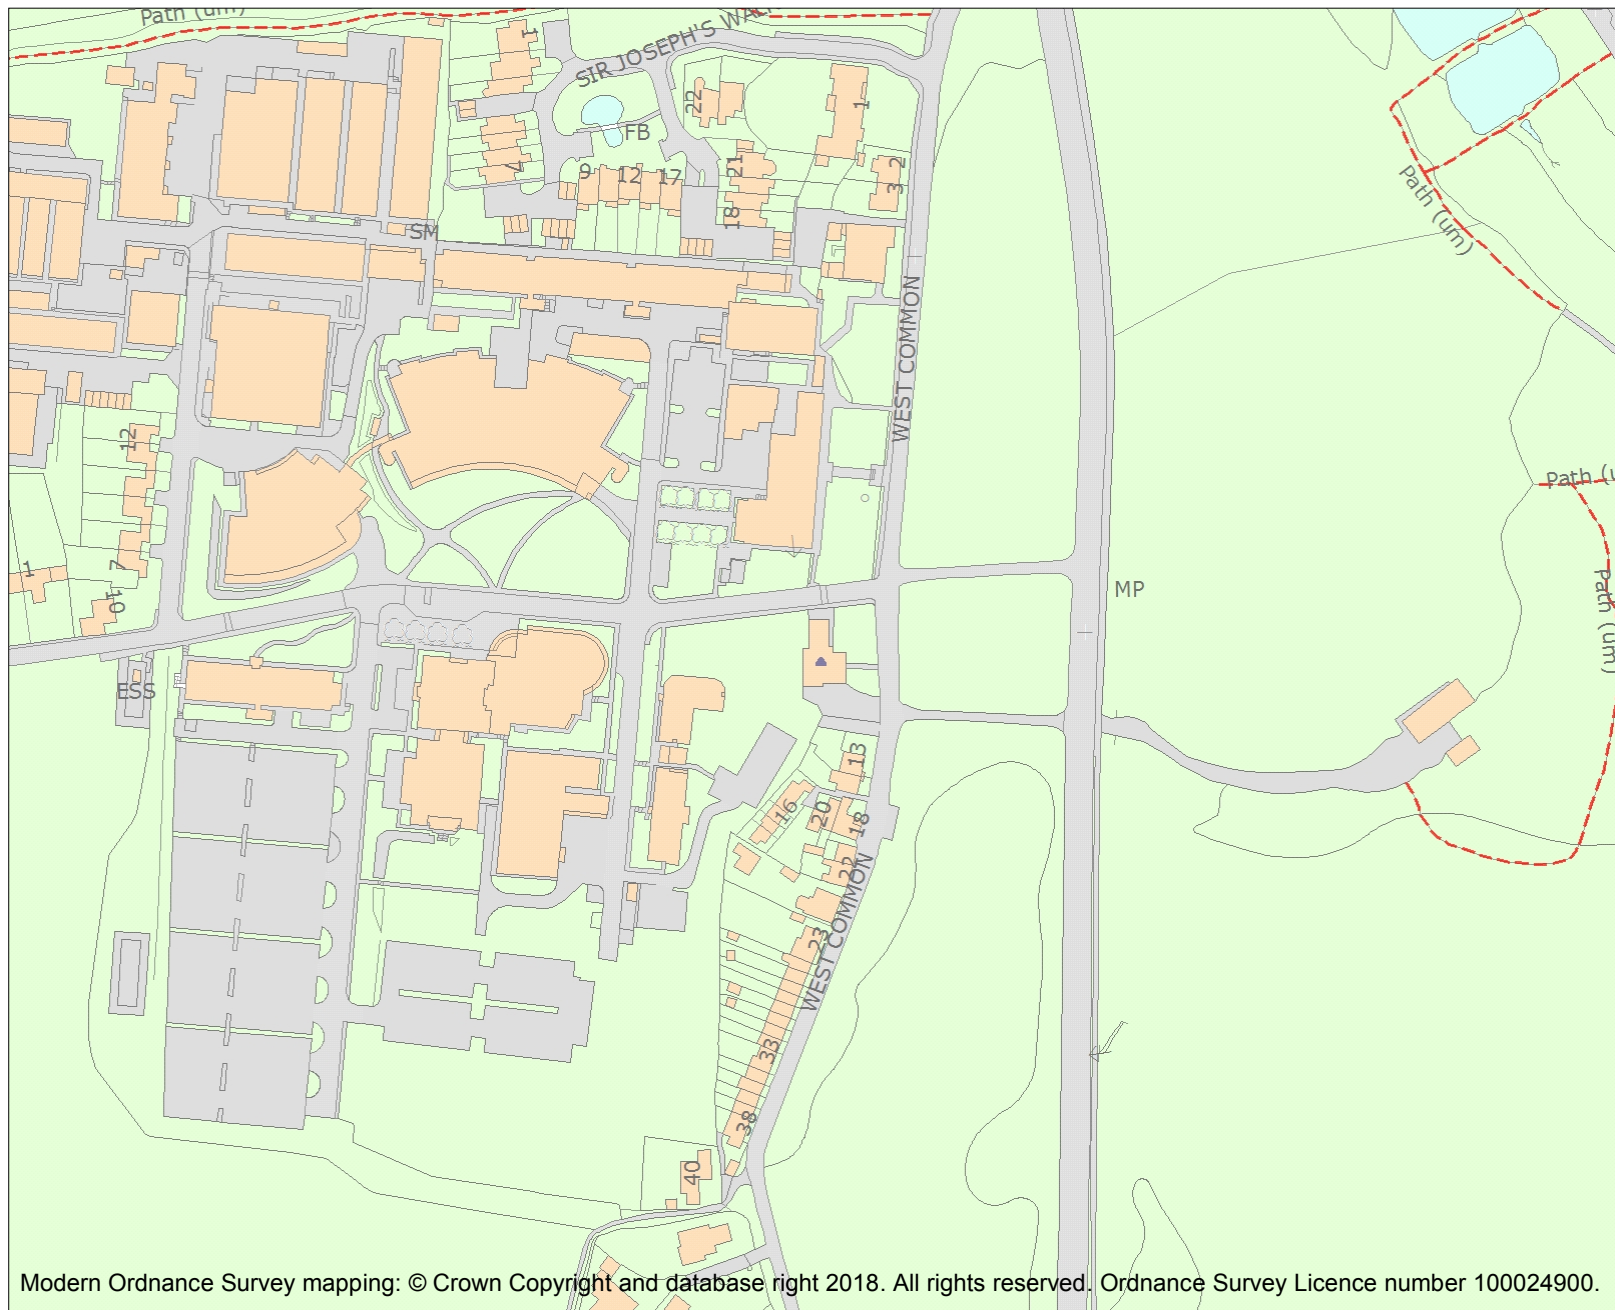 Path (um)
SIR JOSEPH'S WALK
1
22
1
FB
7
9
12
17
21
18
3
2
Path (um)
SM
WEST COMMON
12
Path (u
7
1
10
MP
Path (um)
ESS
13
16
20
18
22
WEST COMMON
23
33
38
40
Modern Ordnance Survey mapping: © Crown Copyright and database right 2018. All rights reserved. Ordnance Survey Licence number 100024900.